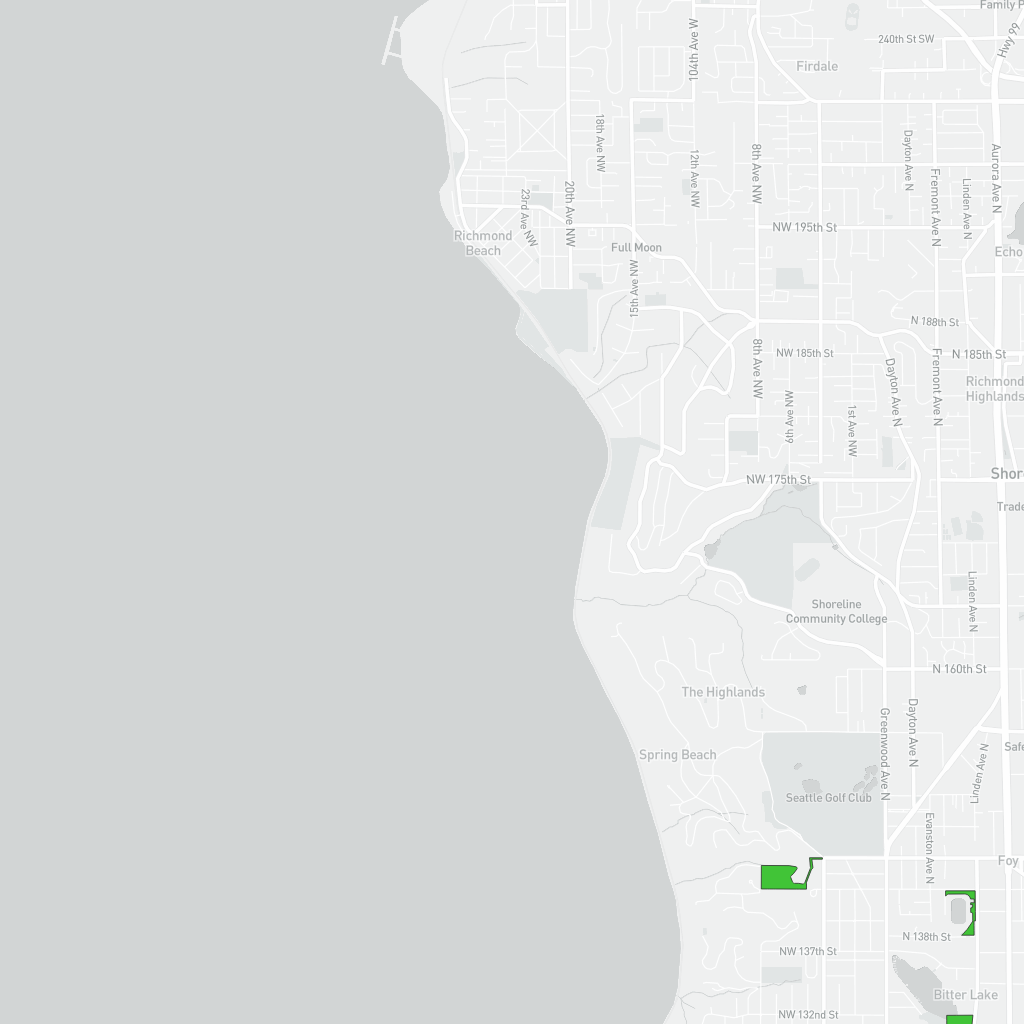 Family P
Hwy 99
240th St SW
Firdale
104th Ave W
18th Ave NW
12th Ave NW
8th Ave NW
Dayton Ave N
Fremont Ave N
Linden Ave N
Aurora Ave N
20th Ave NW
23rd Ave NW
NW 195th St
Richmond
Beach
Full Moon
Echo
15th Ave NW
N 188th St
NW 185th St
N 185th St
8th Ave NW
Dayton Ave N
Fremont Ave N
Richmond
Highlands
6th Ave NW
1st Ave NW
NW 175th St
Shor
Trade
Linden Ave N
Shoreline
Community College
N 160th St
The Highlands
Greenwood Ave N
Dayton Ave N
Spring Beach
Safe
Linden Ave N
Seattle Golf Club
Evanston Ave N
Foy
N 138th St
NW 137th St
Bitter Lake
NW 132nd St